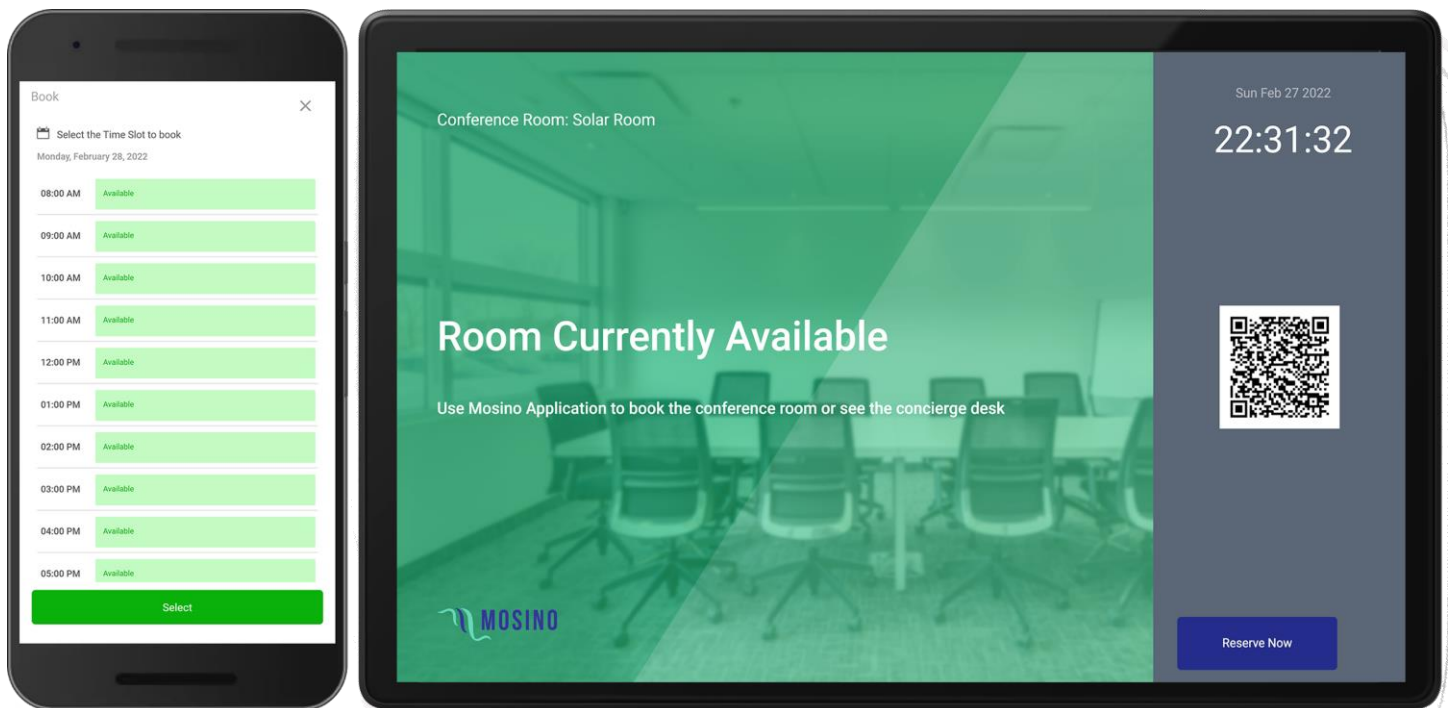 Book
Select the Time Slot to book
Monday, February 28, 2022
08:00 AM Available
09:00 AM Available
10:00 AM Available
11:00 AM Available
12:00 PM Available
01:00 PM Available
02:00 PM Available
03:00 PM Available
04:00 PM Available
05:00 PM Available
Select
Conference Room: Solar Room
Room Currently Available
Use Mosino Application to book the conference room or see the concierge desk
MOSINO
Sun Feb 27 2022
22:31:32
Reserve Now